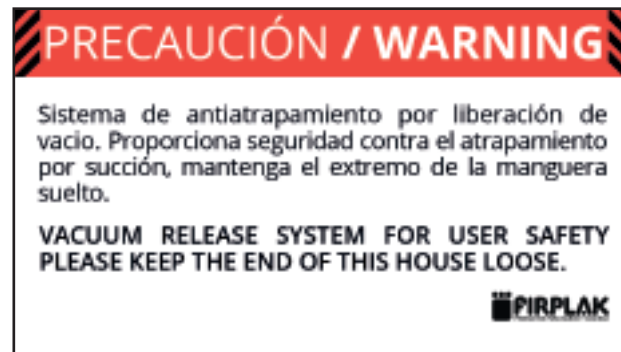 PRECAUCIÓN / WARNING
Sistema de antiatrapamiento por liberación de
vacio. Proporciona seguridad contra el atrapamiento
por succión, mantenga el extremo de la manguera
suelto.
VACUUM RELEASE SYSTEM FOR USER SAFETY
PLEASE KEEP THE END OF THIS HOUSE LOOSE.
FIRPLAK